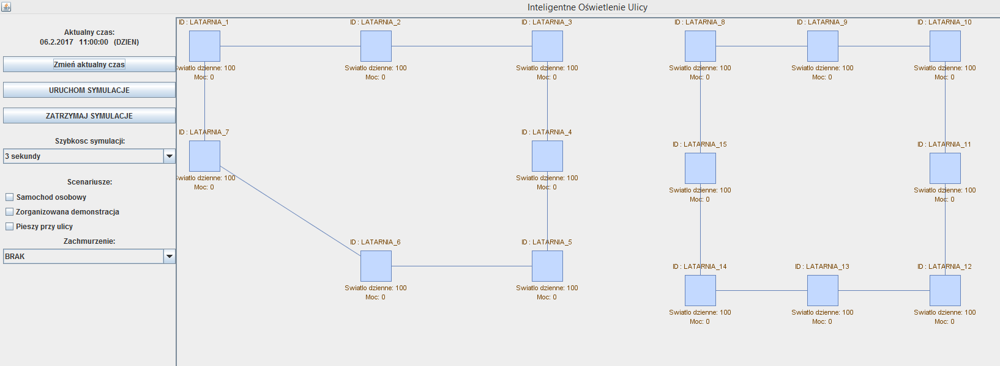 Inteligentne Oświetlenie Ulicy
Aktualny czas:
06.2.2017 11:00:00 (DZIEN)
Zmień aktualny czas
URUCHOM SYMULACJE
ZATRZYMAJ SYMULACJE
Szybkosc symulacji:
3 sekundy
Scenariusze:
Samochod osobowy
Zorganizowana demonstracja
Pieszy przy ulicy
Zachmurzenie:
BRAK
ID : LATARNIA_1
Swiatlo dzienne: 100
Moc: 0
ID : LATARNIA_2
Swiatlo dzienne: 100
Moc: 0
ID : LATARNIA_3
Swiatlo dzienne: 100
Moc: 0
ID : LATARNIA_8
Swiatlo dzienne: 100
Moc: 0
ID : LATARNIA_9
Swiatlo dzienne: 100
Moc: 0
ID : LATARNIA_10
Swiatlo dzienne: 100
Moc: 0
ID : LATARNIA_7
Swiatlo dzienne: 100
Moc: 0
ID : LATARNIA_4
Swiatlo dzienne: 100
Moc: 0
ID : LATARNIA_15
Swiatlo dzienne: 100
Moc: 0
ID : LATARNIA_11
Swiatlo dzienne: 100
Moc: 0
ID : LATARNIA_6
Swiatlo dzienne: 100
Moc: 0
ID : LATARNIA_5
Swiatlo dzienne: 100
Moc: 0
ID : LATARNIA_14
Swiatlo dzienne: 100
Moc: 0
ID : LATARNIA_13
Swiatlo dzienne: 100
Moc: 0
ID : LATARNIA_12
Swiatlo dzienne: 100
Moc: 0